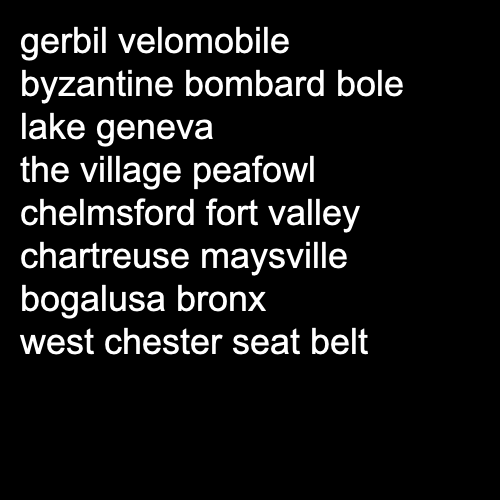 gerbil velomobile
byzantine bombard bole
lake geneva
the village peafowl
chelmsford fort valley
chartreuse maysville
bogalusa bronx
west chester seat belt